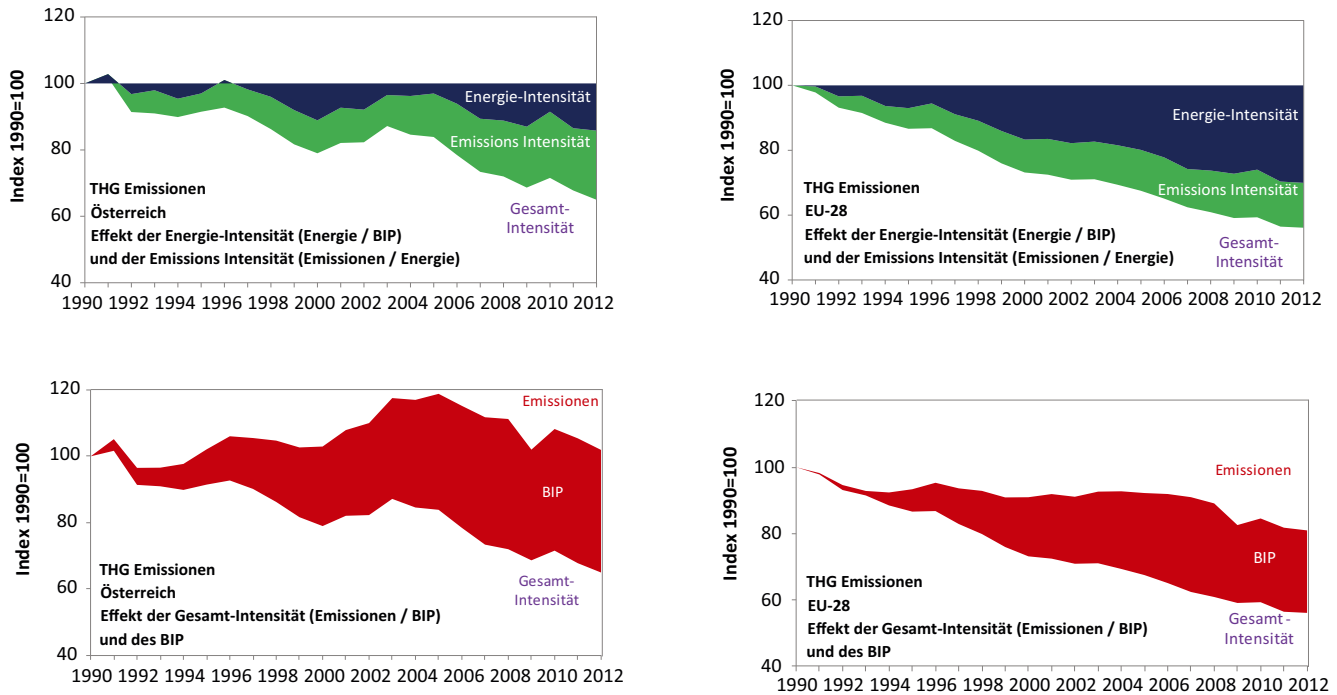 120
100
80
60
40
Index 1990=100
Energie-Intensität
Emissions Intensität
THG Emissionen
Österreich
Effekt der Energie-Intensität (Energie / BIP)
und der Emissions Intensität (Emissionen / Energie)
Gesamt-
Intensität
1990 1992 1994 1996 1998 2000 2002 2004 2006 2008 2010 2012
120
100
80
60
40
Index 1990=100
Energie-Intensität
Emissions Intensität
THG Emissionen
EU-28
Effekt der Energie-Intensität (Energie / BIP)
und der Emissions Intensität (Emissionen / Energie)
Gesamt-
Intensität
1990 1992 1994 1996 1998 2000 2002 2004 2006 2008 2010 2012
120
100
80
60
40
Index 1990=100
Emissionen
BIP
THG Emissionen
Österreich
Effekt der Gesamt-Intensität (Emissionen / BIP)
und des BIP
Gesamt-
Intensität
1990 1992 1994 1996 1998 2000 2002 2004 2006 2008 2010 2012
120
100
80
60
40
Index 1990=100
Emissionen
BIP
THG Emissionen
EU-28
Effekt der Gesamt-Intensität (Emissionen / BIP)
und des BIP
Gesamt-
Intensität
1990 1992 1994 1996 1998 2000 2002 2004 2006 2008 2010 2012